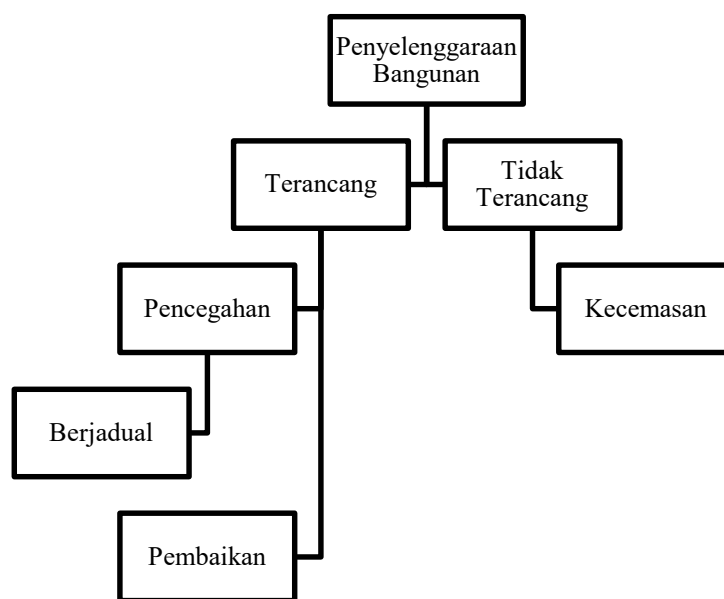 Penyelenggaraan
Bangunan
Terancang
Tidak
Terancang
Pencegahan
Kecemasan
Berjadual
Pembaikan